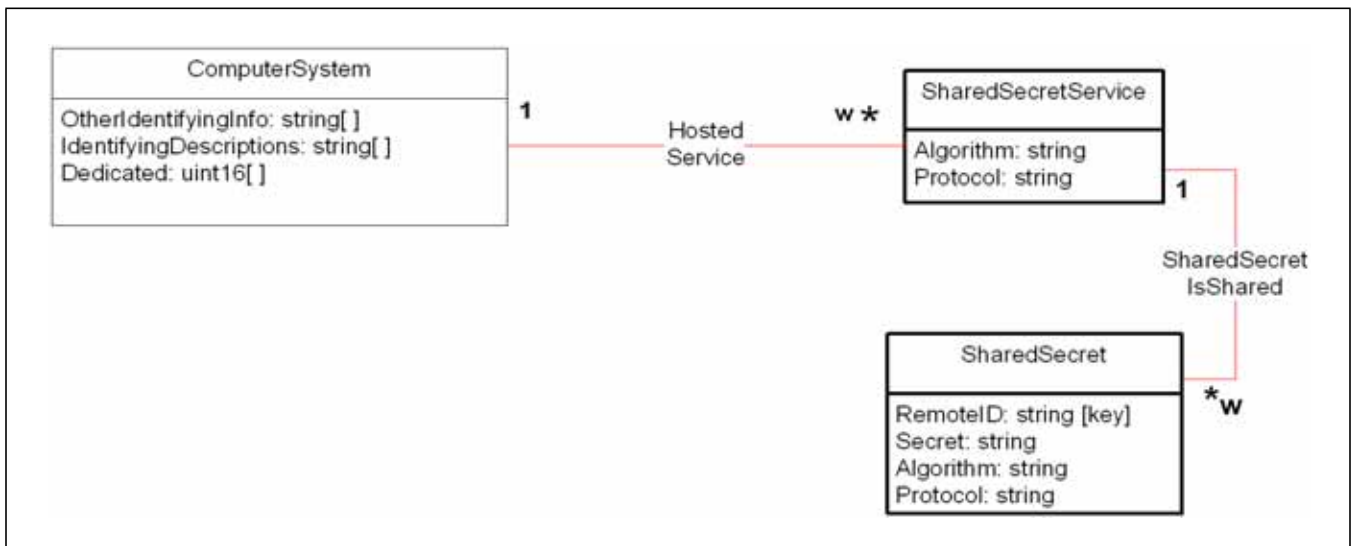 ComputerSystem
OtherIdentifyingInfo: string[ ]
IdentifyingDescriptions: string[ ]
Dedicated: uint16[ ]
1
Hosted
Service
w *
SharedSecretService
Algorithm: string
Protocol: string
1
SharedSecret
IsShared
SharedSecret
RemoteID: string [key]
Secret: string
Algorithm: string
Protocol: string
*w